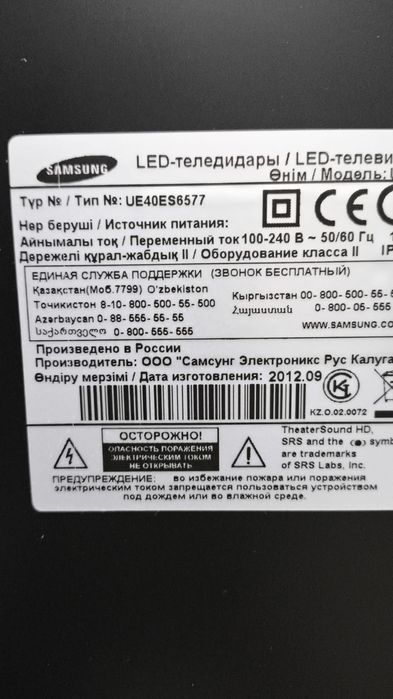 SAMSUNG
LED-теледидары / LED-телеви
Өнім / Модель:
Түр № / Тип №: UE40ES6577
Нәр беруші / Источник питания:
Айнымалы ток / Переменный ток 100-240 В ~ 50/60 Гц
Дәрежелі құрал-жабдық II / Оборудование класса II IP
ЕДИНАЯ СЛУЖБА ПОДДЕРЖКИ (ЗВОНОК БЕСПЛАТНЫЙ)
Қазақстан(Моб.7799) O'zbekiston
Кыргызстан 00-800-500-55-
Тоҷикистон 8-10-800-500-55-500
Հայաստան 0-800-05-555
Azərbaycan 0-88-555-55-55
WWW.SAMSUNG.CO
საქართველო 0-800-555-555
Произведено в России
Производитель: ООО "Самсунг Электроникс Рус Калуга
Өндіру мерзімі / Дата изготовления: 2012.09
KZ.O.02.0072
ОСТОРОЖНО!
ОПАСНОСТЬ ПОРАЖЕНИЯ
ЭЛЕКТРИЧЕСКИМ ТОКОМ
НЕ ОТКРЫВАТЬ
TheaterSound HD,
SRS and the symb
are trademarks
of SRS Labs, Inc.
ПРЕДУПРЕЖДЕНИЕ: во избежание пожара или поражения
электрическим током запрещается пользоваться устройством
под дождем или во влажной среде.